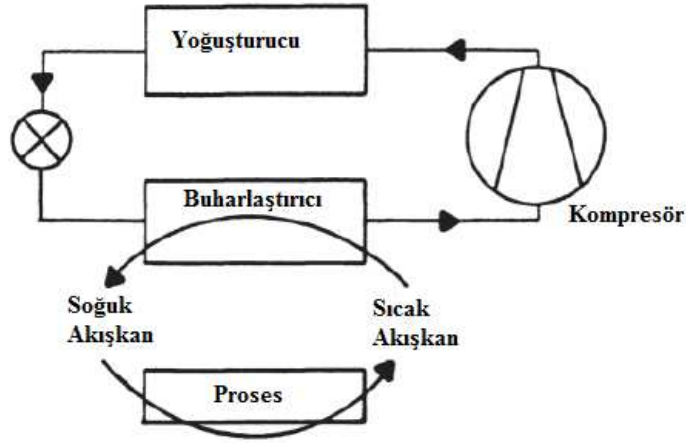 Yoğuşturucu
Buharlaştırıcı
Kompresör
Soğuk
Akışkan
Sıcak
Akışkan
Proses